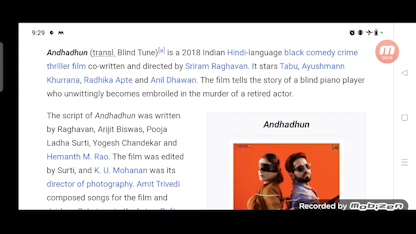 9:29
Andhadhun (transl. Blind Tune)[a] is a 2018 Indian Hindi-language black comedy crime
thriller film co-written and directed by Sriram Raghavan. It stars Tabu, Ayushmann
Khurrana, Radhika Apte and Anil Dhawan. The film tells the story of a blind piano player
who unwittingly becomes embroiled in the murder of a retired actor.
The script of Andhadhun was written
by Raghavan, Arijit Biswas, Pooja
Ladha Surti, Yogesh Chandekar and
Hemanth M. Rao. The film was edited
by Surti, and K. U. Mohanan was its
director of photography. Amit Trivedi
composed songs for the film and
Andhadhun
Recorded by MOBIZEN